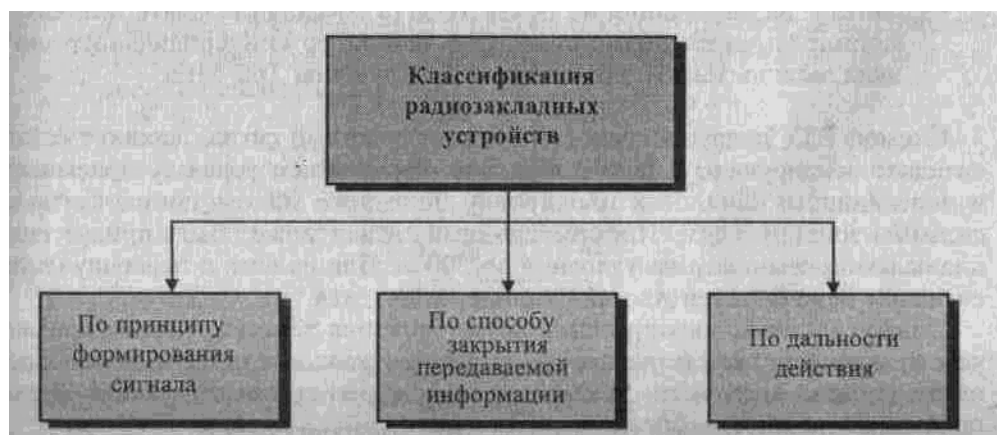 Классификация
радиозакладных
устройств
По принципу
формирования
сигнала
По способу
закрытия
передаваемой
информации
По дальности
действия